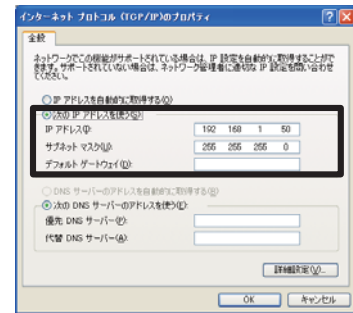 インターネット プロトコル (TCP/IP)のプロパティ
全般
ネットワークでこの機能がサポートされている場合は、IP 設定を自動的に取得することがで
きます。サポートされていない場合は、ネットワーク管理者に適切な IP 設定を問い合わせ
てください。
IP アドレスを自動的に取得する(O)
次の IP アドレスを使う(S):
IP アドレス(I): 192 168 1 50
サブネット マスク(U): 255 255 255 0
デフォルト ゲートウェイ(D):
DNS サーバーのアドレスを自動的に取得する(B)
次の DNS サーバーのアドレスを使う(E):
優先 DNS サーバー(P):
代替 DNS サーバー(A):
詳細設定(V)...
OK キャンセル